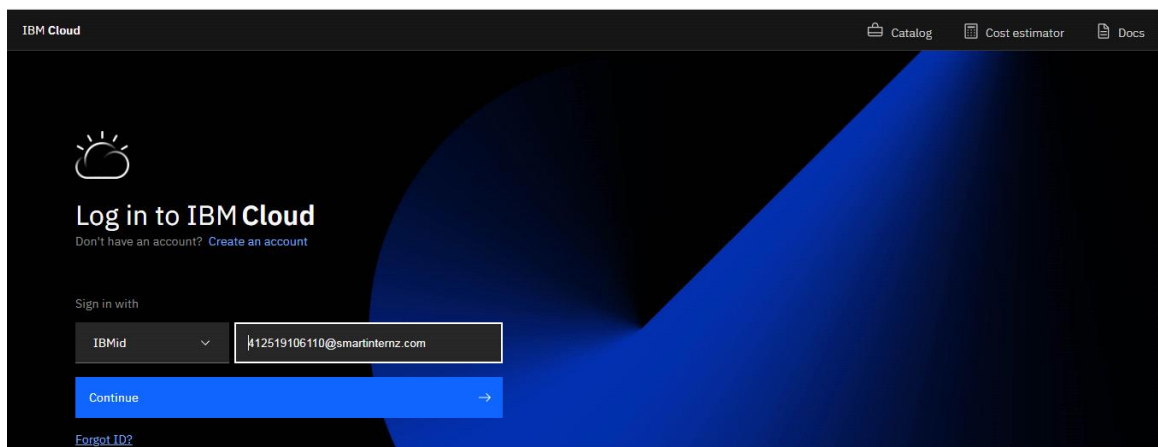 IBM Cloud
Catalog
Cost estimator
Docs
Log in to IBM Cloud
Don't have an account? Create an account
Sign in with
IBMid
412519106110@smartinternz.com
Continue
Forgot ID?